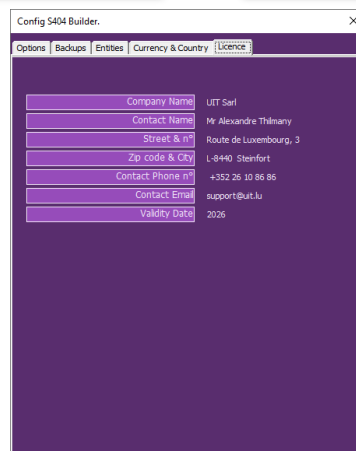 Config S404 Builder.
Options Backups Entities Currency & Country Licence
Company Name UIT Sarl
Contact Name Mr Alexandre Thilmany
Street & n° Route de Luxembourg, 3
Zip code & City L-8440 Steinfort
Contact Phone n° +352 26 10 86 86
Contact Email support@uit.lu
Validity Date 2026